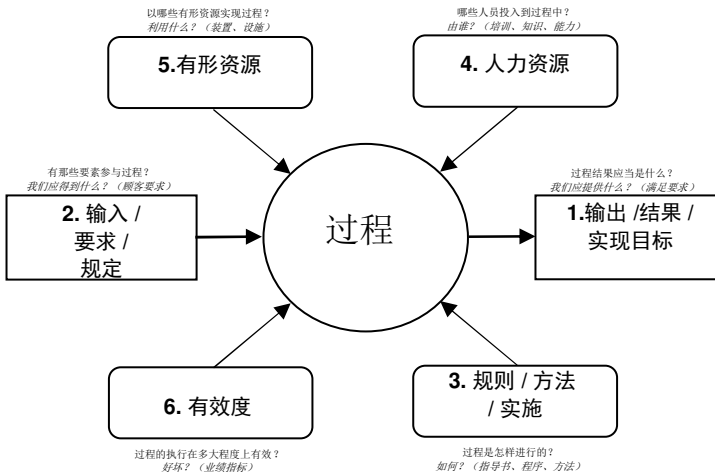 以哪些有形资源实现过程？
利用什么？（装置、设施）
5.有形资源
哪些人员投入到过程中？
由谁？（培训、知识、能力）
4. 人力资源
有那些要素参与过程？
我们应得到什么？（顾客要求）
2. 输入 /
要求 /
规定
过程
过程结果应当是什么？
我们应提供什么？（满足要求）
1.输出 /结果 /
实现目标
6. 有效度
过程的执行在多大程度上有效？
好坏？（业绩指标）
3. 规则 / 方法
/ 实施
过程是怎样进行的？
如何？（指导书、程序、方法）